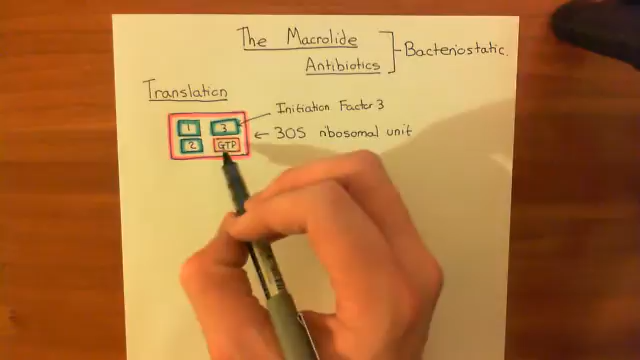 The Macrolide
Antibiotics
Bacteriostatic.
Translation
Initiation Factor 3
1 3
30S ribosomal unit
2 GTP